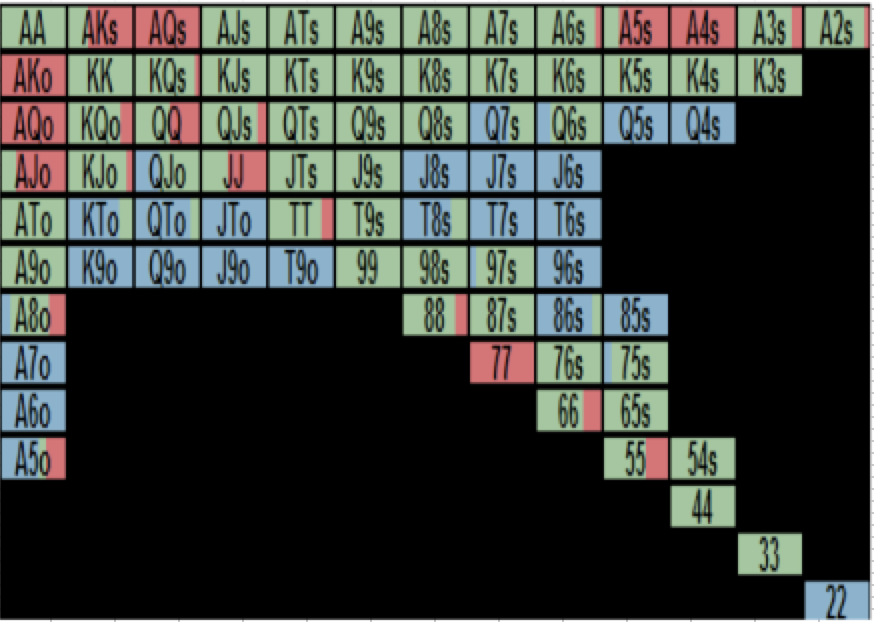 AA AKs AQs AJs ATs A9s A8s A7s A6s A5s A4s A3s A2s
AKo KK KQs KJs KTs K9s K8s K7s K6s K5s K4s K3s
AQo KQo QQ QJs QTs Q9s Q8s Q7s Q6s Q5s Q4s
AJo KJo QJo JJ JTs J9s J8s J7s J6s
ATo KTo QTo JTo TT T9s T8s T7s T6s
A9o K9o Q9o J9o T9o 99 98s 97s 96s
A8o 88 87s 86s 85s
A7o 77 76s 75s
A6o 66 65s
A5o 55 54s
44
33
22